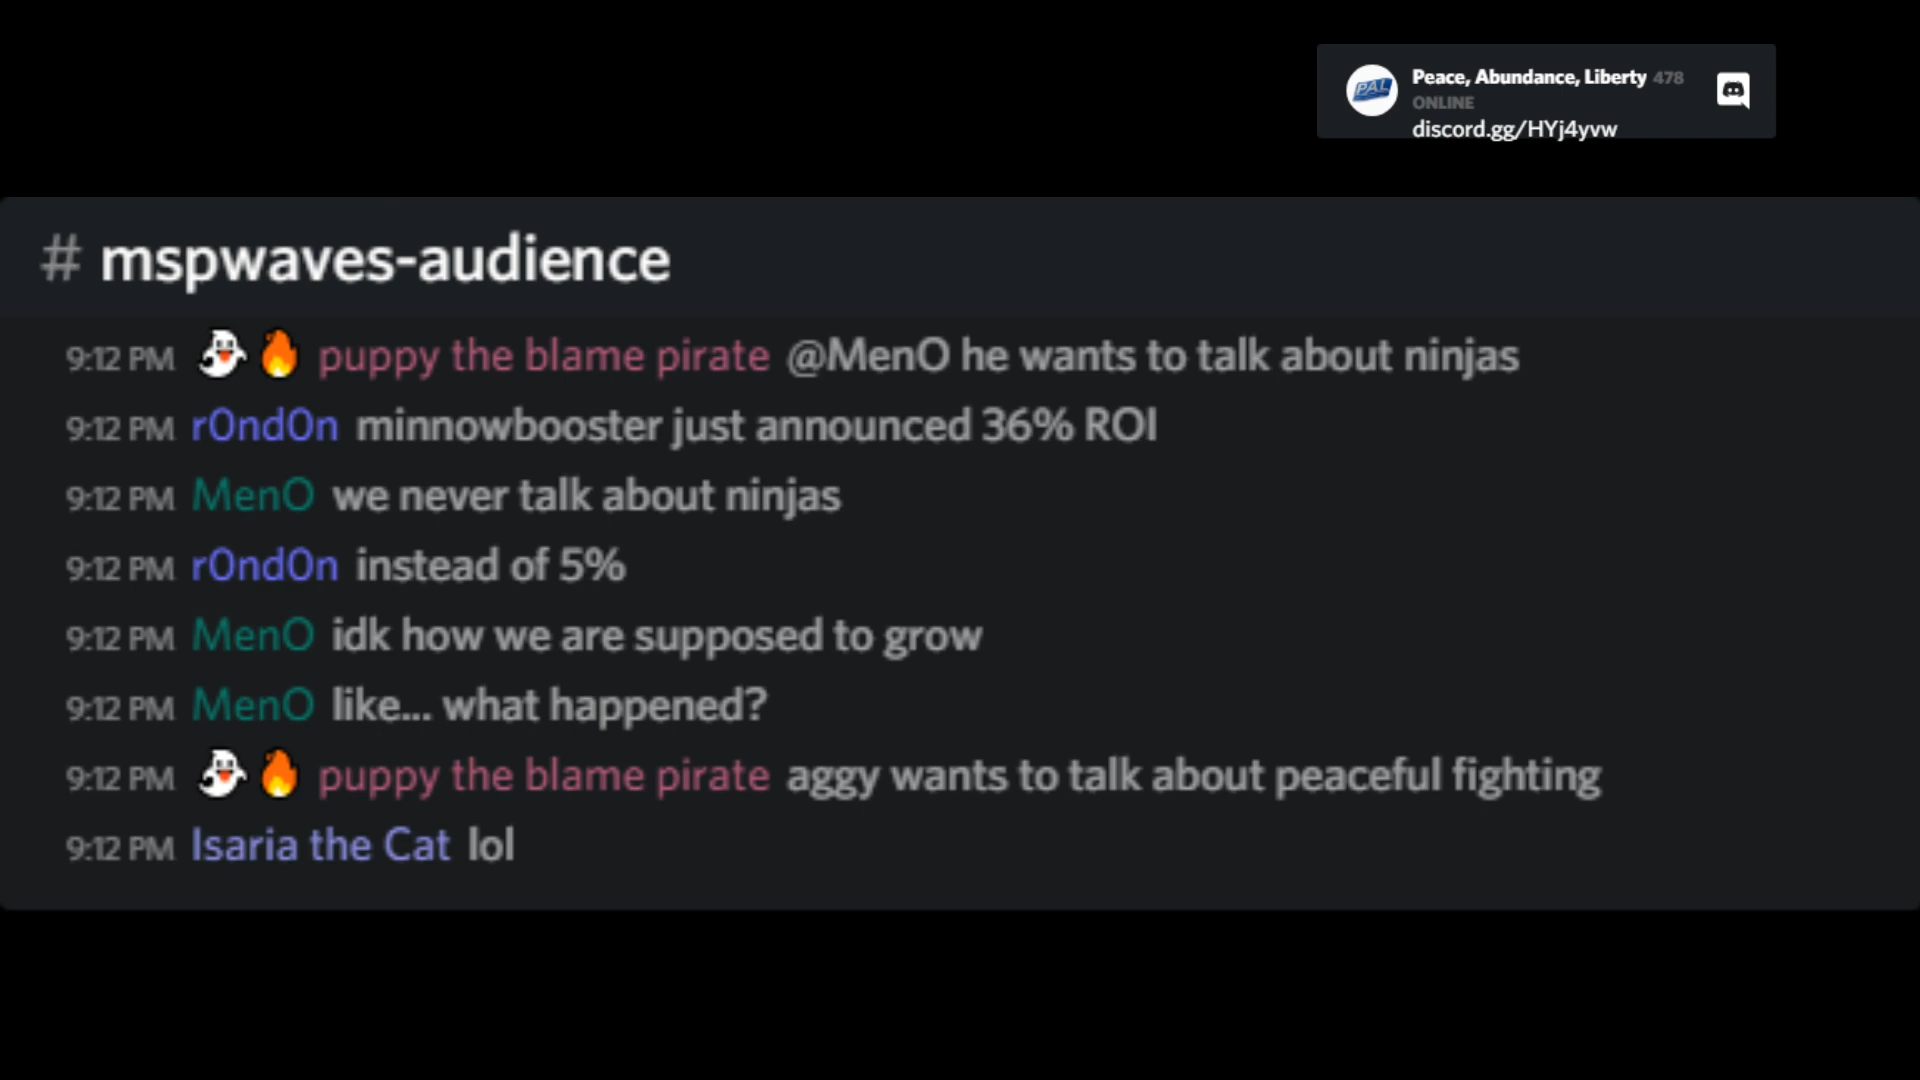 PAL
Peace, Abundance, Liberty 478
ONLINE
discord.gg/HYj4yvw
# mspwaves-audience
9:12 PM 👻🔥 puppy the blame pirate @MenO he wants to talk about ninjas
9:12 PM r0nd0n minnowbooster just announced 36% ROI
9:12 PM MenO we never talk about ninjas
9:12 PM r0nd0n instead of 5%
9:12 PM MenO idk how we are supposed to grow
9:12 PM MenO like... what happened?
9:12 PM 👻🔥 puppy the blame pirate aggy wants to talk about peaceful fighting
9:12 PM Isaria the Cat lol